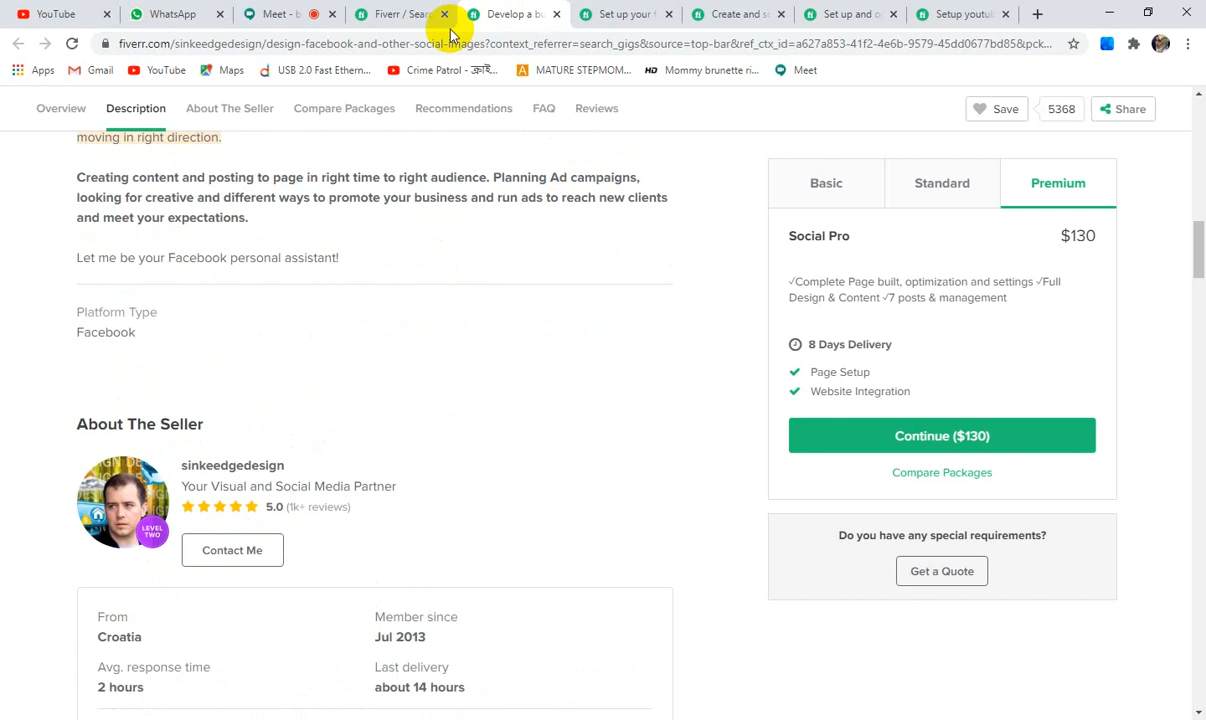 YouTube
WhatsApp
Meet - b
Fiverr / Sear
Develop a bu
Set up your f
Create and se
Set up and o
Setup youtub
fiverr.com/sinkeedgedesign/design-facebook-and-other-social-images?context_referrer=search_gigs&source=top-bar&ref_ctx_id=a627a853-41f2-4e6b-9579-45dd0677bd85&pck...
Apps
Gmail
YouTube
Maps
USB 2.0 Fast Ethern...
Crime Patrol - क्राई...
MATURE STEPMOM...
Mommy brunette ri...
Meet
Overview
Description
About The Seller
Compare Packages
Recommendations
FAQ
Reviews
Save
5368
Share
moving in right direction.
Creating content and posting to page in right time to right audience. Planning Ad campaigns,
looking for creative and different ways to promote your business and run ads to reach new clients
and meet your expectations.
Let me be your Facebook personal assistant!
Platform Type
Facebook
About The Seller
LEVEL
TWO
sinkeedgedesign
Your Visual and Social Media Partner
5.0 (1k+ reviews)
Contact Me
From
Croatia
Member since
Jul 2013
Avg. response time
2 hours
Last delivery
about 14 hours
Basic
Standard
Premium
Social Pro
$130
✓Complete Page built, optimization and settings ✓Full
Design & Content ✓7 posts & management
8 Days Delivery
Page Setup
Website Integration
Continue ($130)
Compare Packages
Do you have any special requirements?
Get a Quote